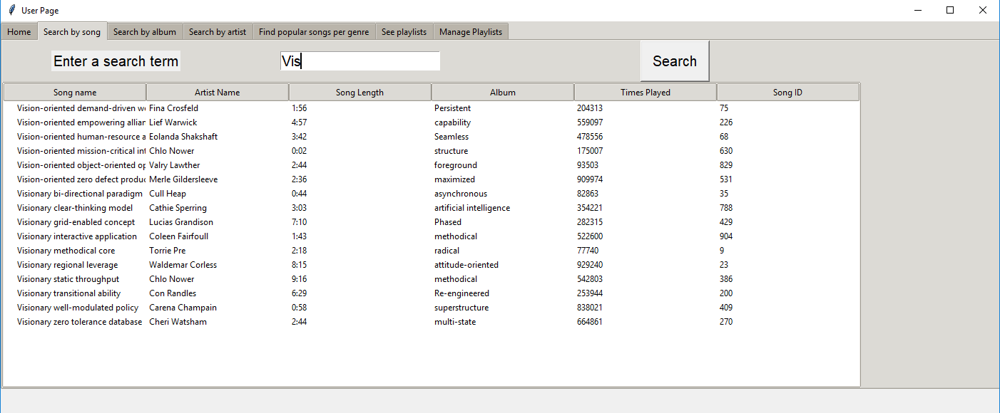 User Page
Home Search by song Search by album Search by artist Find popular songs per genre See playlists Manage Playlists
Enter a search term Vis Search
Song name Artist Name Song Length Album Times Played Song ID
Vision-oriented demand-driven Fina Crosfeld 1:56 Persistent 204313 75
Vision-oriented empowering Lief Warwick 4:57 capability 559097 226
Vision-oriented human-resource a Eolanda Shakshaft 3:42 Seamless 478556 68
Vision-oriented mission-critical int Chlo Nower 0:02 structure 175007 630
Vision-oriented object-oriented op Valry Lawther 2:44 foreground 93503 829
Vision-oriented zero defect produc Merle Gildersleeve 2:36 maximized 909974 531
Visionary bi-directional paradigm Cull Heap 0:44 asynchronous 82863 35
Visionary clear-thinking model Cathie Sperring 3:03 artificial intelligence 354221 788
Visionary grid-enabled concept Lucias Grandison 7:10 Phased 282315 429
Visionary interactive application Coleen Fairfoull 1:43 methodical 522600 904
Visionary methodical core Torrie Pre 2:18 radical 77740 9
Visionary regional leverage Waldemar Corless 8:15 attitude-oriented 929240 23
Visionary static throughput Chlo Nower 9:16 methodical 542803 386
Visionary transitional ability Con Randles 6:29 Re-engineered 253944 200
Visionary well-modulated policy Carena Champain 0:58 superstructure 838021 409
Visionary zero tolerance database Cheri Watsham 2:44 multi-state 664861 270